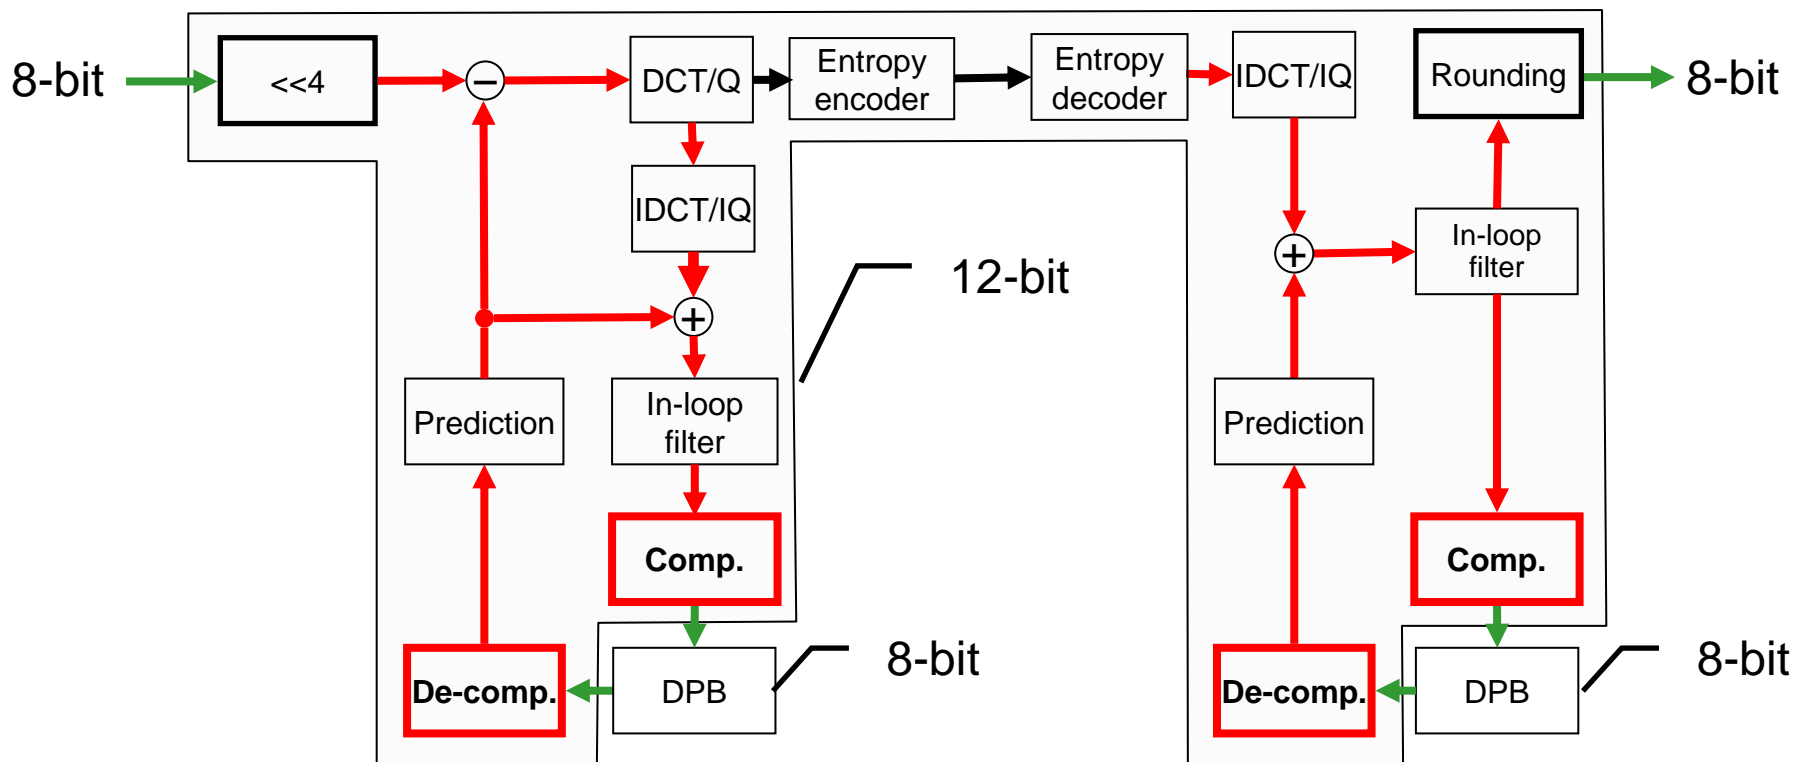 8-bit
<<4
−
DCT/Q
Entropy
encoder
Entropy
decoder
IDCT/IQ
Rounding
8-bit
IDCT/IQ
+
In-loop
filter
12-bit
+
Prediction
In-loop
filter
Prediction
Comp.
Comp.
De-comp.
DPB
8-bit
De-comp.
DPB
8-bit